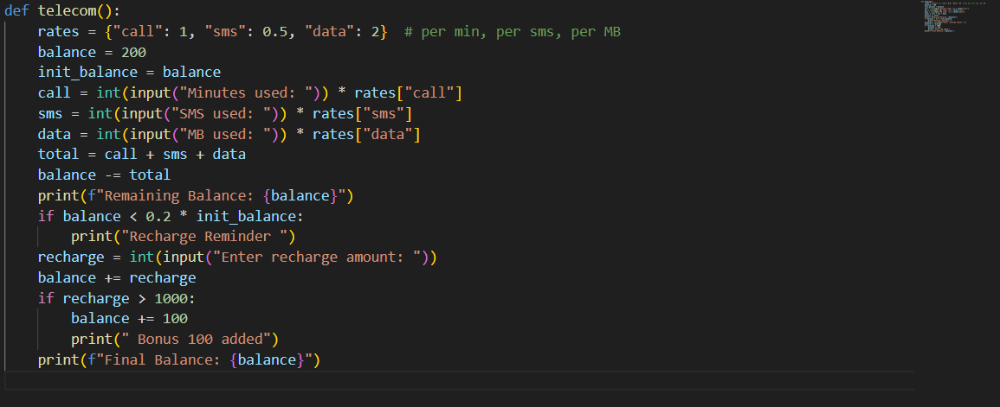 def telecom():
    rates = {"call": 1, "sms": 0.5, "data": 2}  # per min, per sms, per MB
    balance = 200
    init_balance = balance
    call = int(input("Minutes used: ")) * rates["call"]
    sms = int(input("SMS used: ")) * rates["sms"]
    data = int(input("MB used: ")) * rates["data"]
    total = call + sms + data
    balance -= total
    print(f"Remaining Balance: {balance}")
    if balance < 0.2 * init_balance:
        print("Recharge Reminder ")
    recharge = int(input("Enter recharge amount: "))
    balance += recharge
    if recharge > 1000:
        balance += 100
        print(" Bonus 100 added")
    print(f"Final Balance: {balance}")